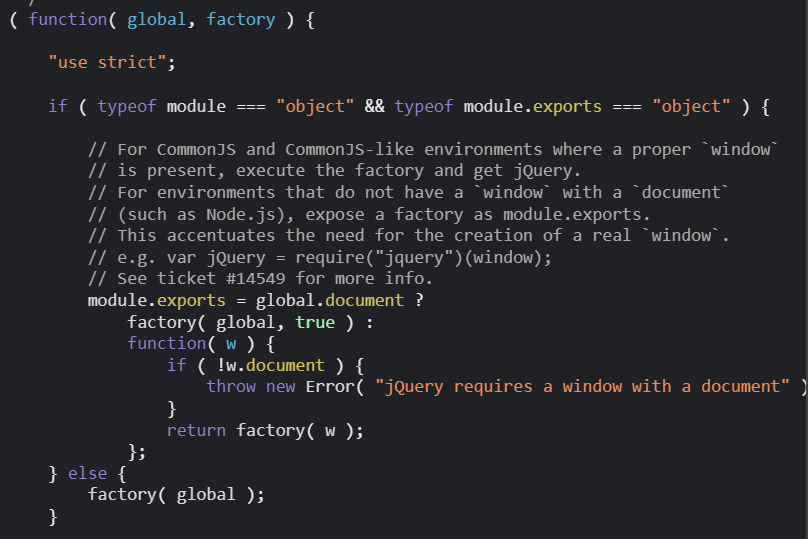 ( function( global, factory ) {
"use strict";
if ( typeof module === "object" && typeof module.exports === "object" ) {
// For CommonJS and CommonJS-like environments where a proper `window`
// is present, execute the factory and get jQuery.
// For environments that do not have a `window` with a `document`
// (such as Node.js), expose a factory as module.exports.
// This accentuates the need for the creation of a real `window`.
// e.g. var jQuery = require("jquery")(window);
// See ticket #14549 for more info.
module.exports = global.document ?
factory( global, true ) :
function( w ) {
if ( !w.document ) {
throw new Error( "jQuery requires a window with a document" )
}
return factory( w );
};
} else {
factory( global );
}